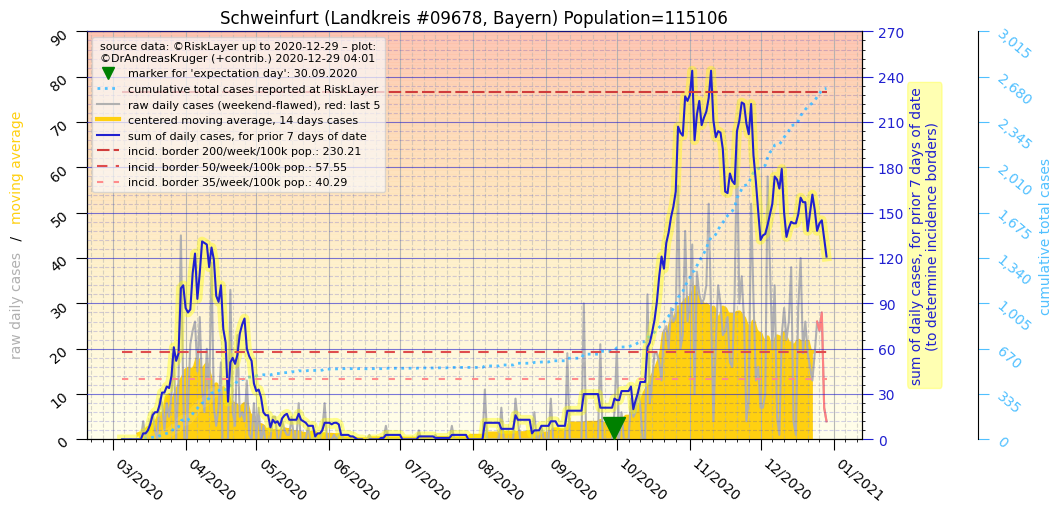 Schweinfurt (Landkreis #09678, Bayern) Population=115106
source data: ©RiskLayer up to 2020-12-29 – plot:
©DrAndreasKruger (+contrib.) 2020-12-29 04:01
marker for 'expectation day': 30.09.2020
cumulative total cases reported at RiskLayer
raw daily cases (weekend-flawed), red: last 5
centered moving average, 14 days cases
sum of daily cases, for prior 7 days of date
incid. border 200/week/100k pop.: 230.21
incid. border 50/week/100k pop.: 57.55
incid. border 35/week/100k pop.: 40.29
raw daily cases / moving average
90
80
70
60
50
40
30
20
10
0
270
240
210
180
150
120
90
60
30
0
sum of daily cases, for prior 7 days of date
(to determine incidence borders)
3,015
2,680
2,345
2,010
1,675
1,340
1,005
670
335
0
cumulative total cases
03/2020
04/2020
05/2020
06/2020
07/2020
08/2020
09/2020
10/2020
11/2020
12/2020
01/2021